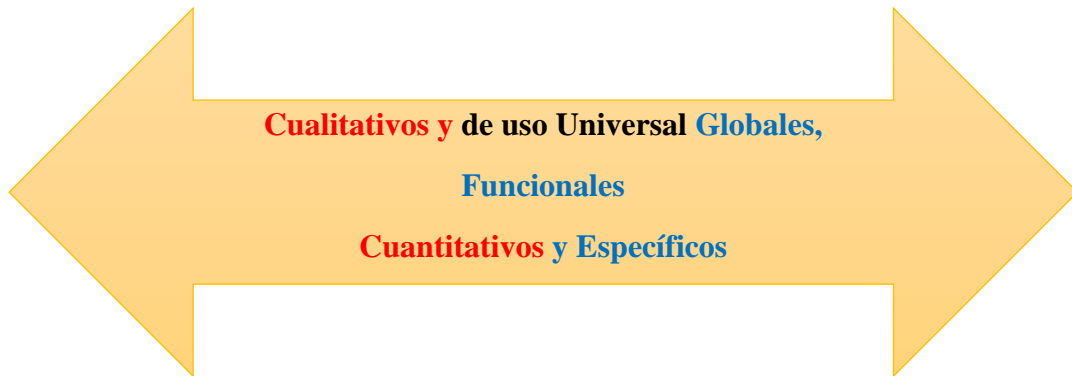 Cualitativos y de uso Universal Globales,
Funcionales
Cuantitativos y Específicos